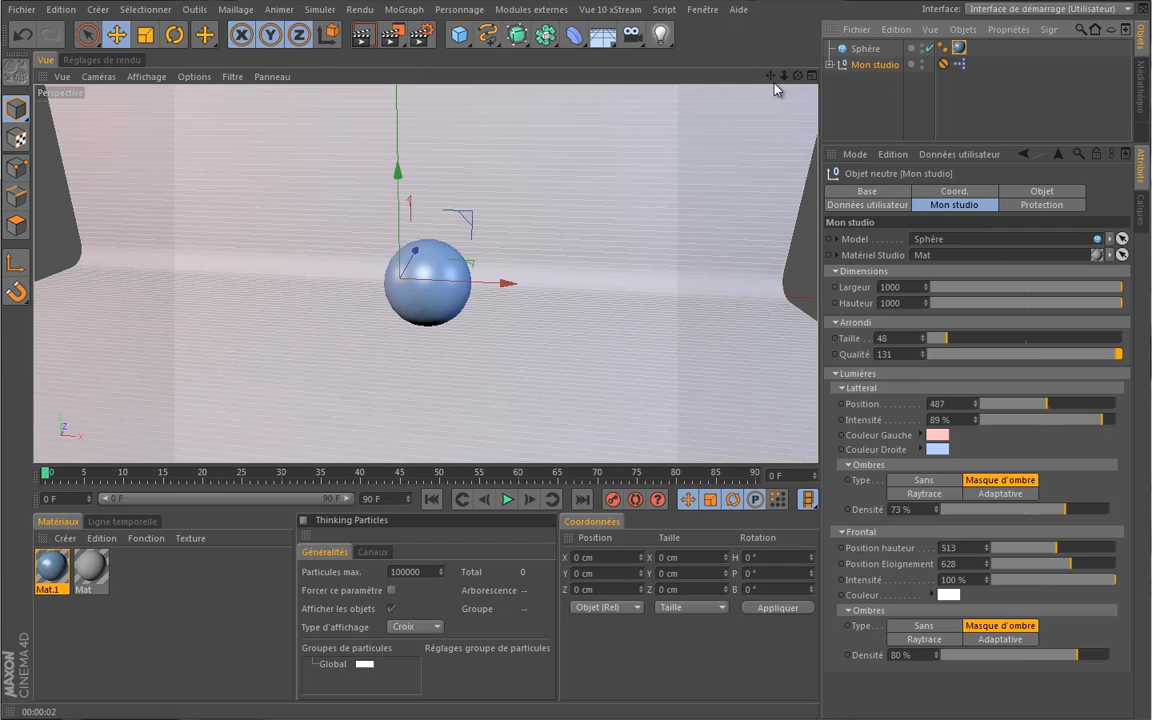 Fichier Edition Créer Sélectionner Outils Maillage Animer Simuler Rendu MoGraph Personnage Modules externes Vue 10 xStream Script Fenêtre Aide Interface: Interface de démarrage (Utilisateur)
Fichier Edition Vue Objets Propriétés Sigr
Objets
Médiathèque
Sphère
Mon studio
Vue Réglages de rendu
Vue Caméras Affichage Options Filtre Panneau
Perspective
Y
Z
X
Attributs
Calques
Mode Edition Données utilisateur
Objet neutre [Mon studio]
Base Coord. Objet
Données utilisateur Mon studio Protection
Mon studio
Model Sphère
Matériel Studio Mat
Dimensions
Largeur 1000
Hauteur 1000
Arrondi
Taille 48
Qualité 131
Lumières
Latteral
Position 487
Intensité 89 %
Couleur Gauche
Couleur Droite
Ombres
Type Sans Masque d'ombre
Raytrace Adaptative
Densité 73 %
Frontal
Position hauteur 513
Position Eloignement 628
Intensité 100 %
Couleur
Ombres
Type Sans Masque d'ombre
Raytrace Adaptative
Densité 80 %
0 5 10 15 20 25 30 35 40 45 50 55 60 65 70 75 80 85 90 0 F
0 F 0 F 90 F 90 F
Matériaux Ligne temporelle
Créer Edition Fonction Texture
Mat.1 Mat
Thinking Particles
Généralités Canaux
Particules max. 100000 Total 0
Forcer ce paramètre Arborescence --
Afficher les objets Groupe --
Type d'affichage Croix
Groupes de particules Réglages groupe de particules
Global
Coordonnées
Position Taille Rotation
X 0 cm X 0 cm H 0 °
Y 0 cm Y 0 cm P 0 °
Z 0 cm Z 0 cm B 0 °
Objet (Rel) Taille Appliquer
MAXON
CINEMA 4D
00:00:02